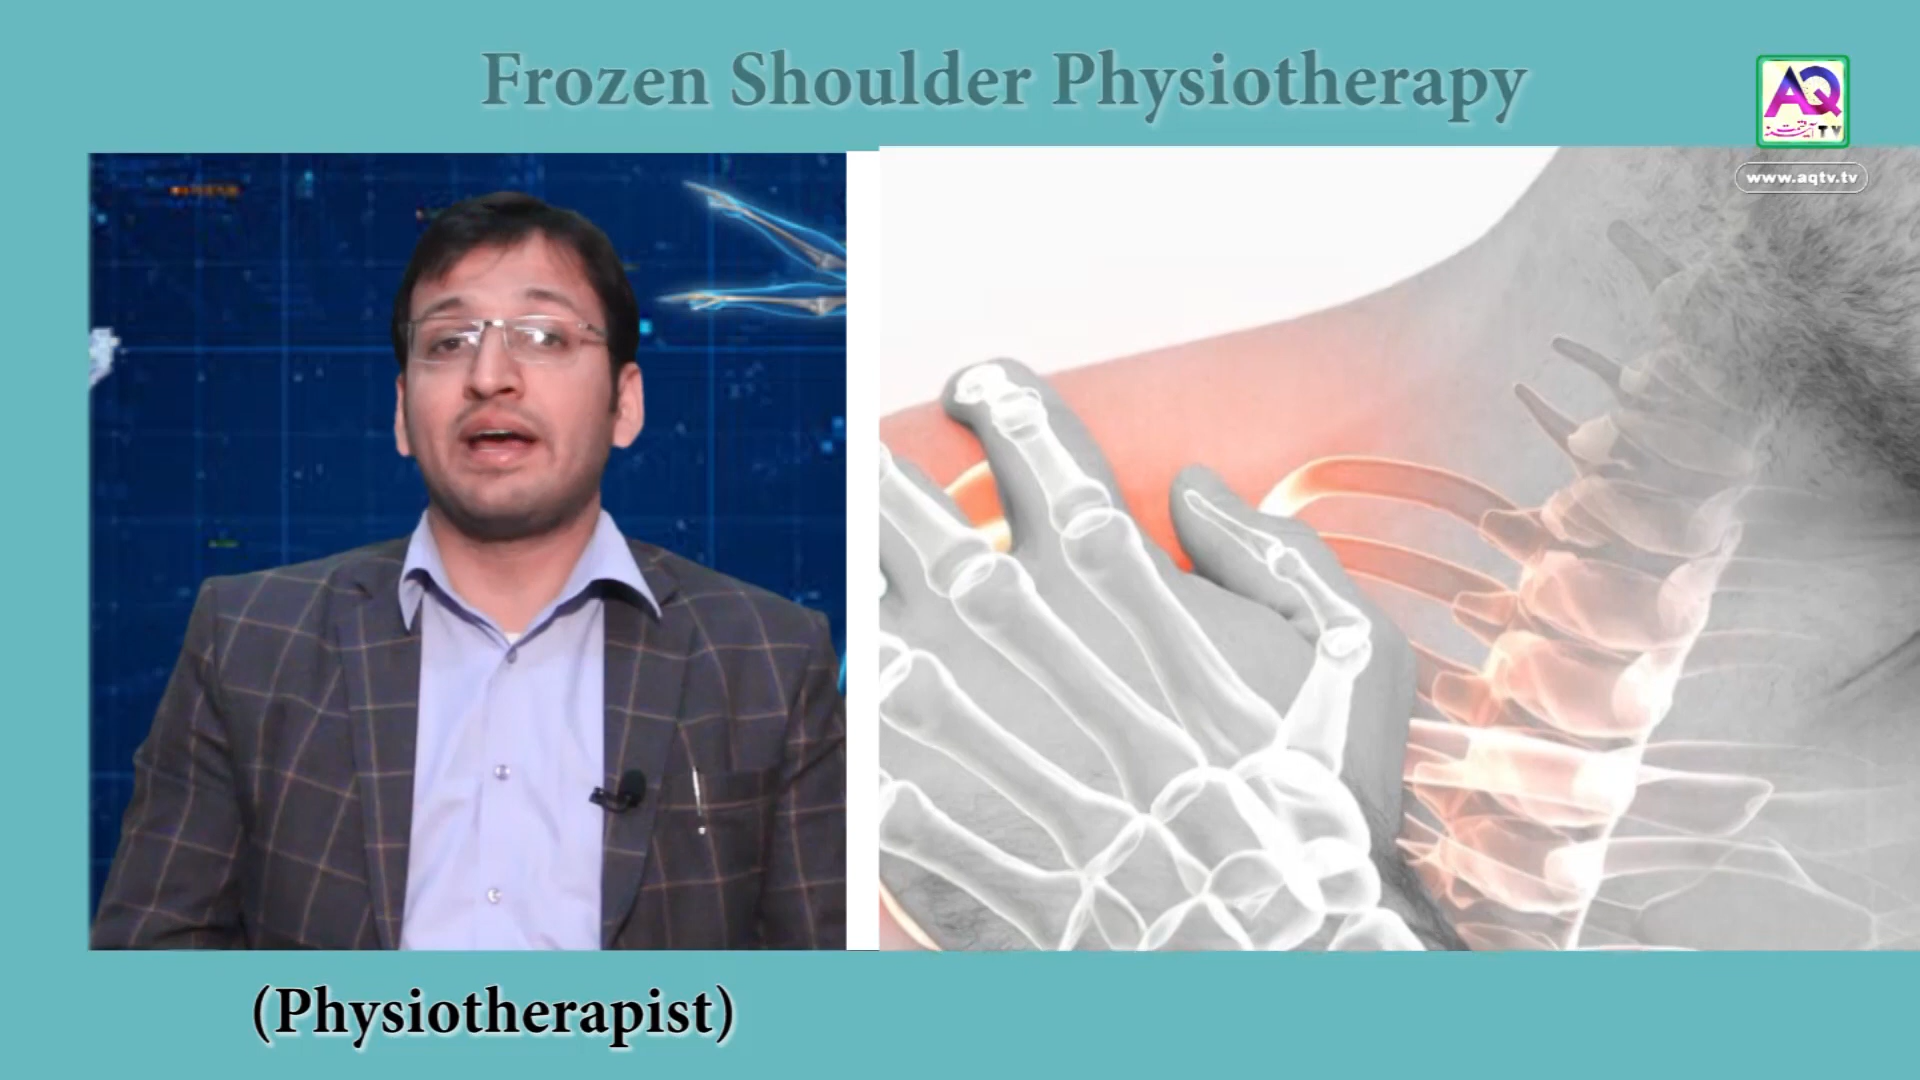 Frozen Shoulder Physiotherapy
AQ
TV
www.aqtv.tv
(Physiotherapist)